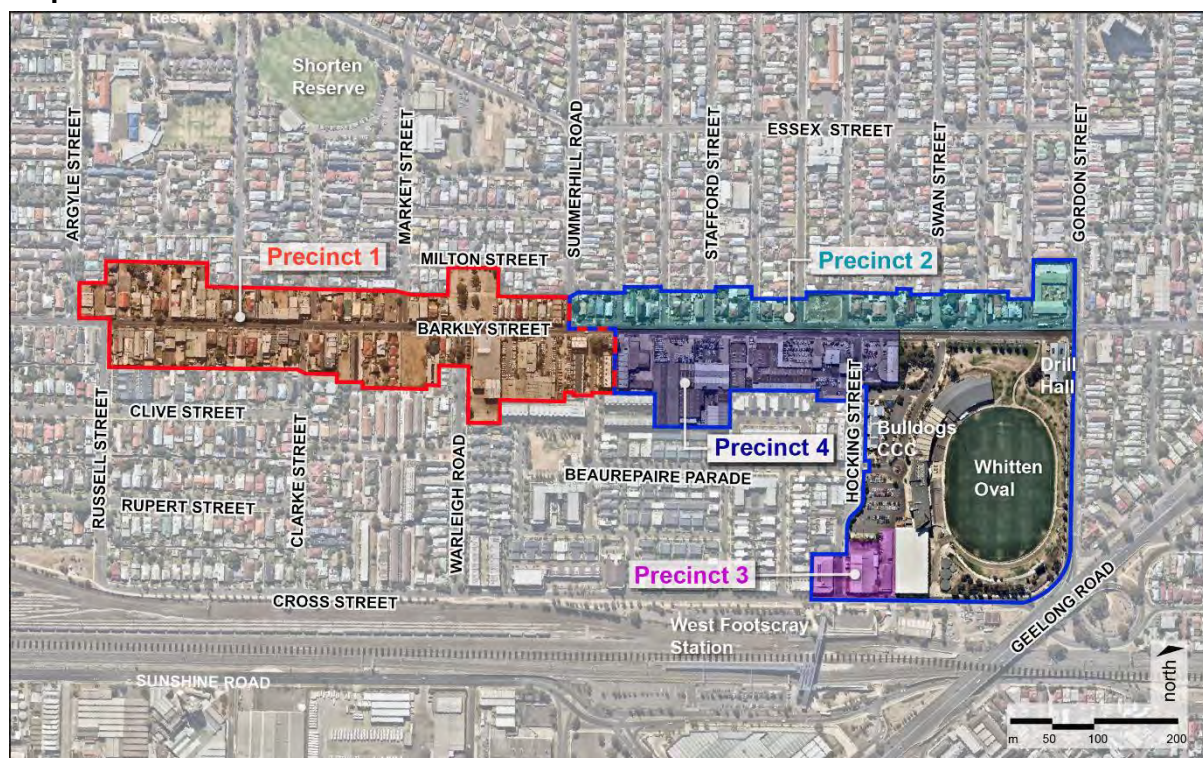 Reserve
Shorten
Reserve
ARGYLE STREET
MARKET STREET
SUMMERHILL ROAD
STAFFORD STREET
ESSEX STREET
SWAN STREET
GORDON STREET
Precinct 1
MILTON STREET
Precinct 2
BARKLY STREET
Drill
Hall
CLIVE STREET
RUSSELL STREET
CLARKE STREET
WARLEIGH ROAD
Precinct 4
HOCKING STREET
Bulldogs
CCC
Whitten
Oval
BEAUREPAIRE PARADE
RUPERT STREET
Precinct 3
CROSS STREET
West Footscray
Station
GEELONG ROAD
SUNSHINE ROAD
north
m 50 100 200